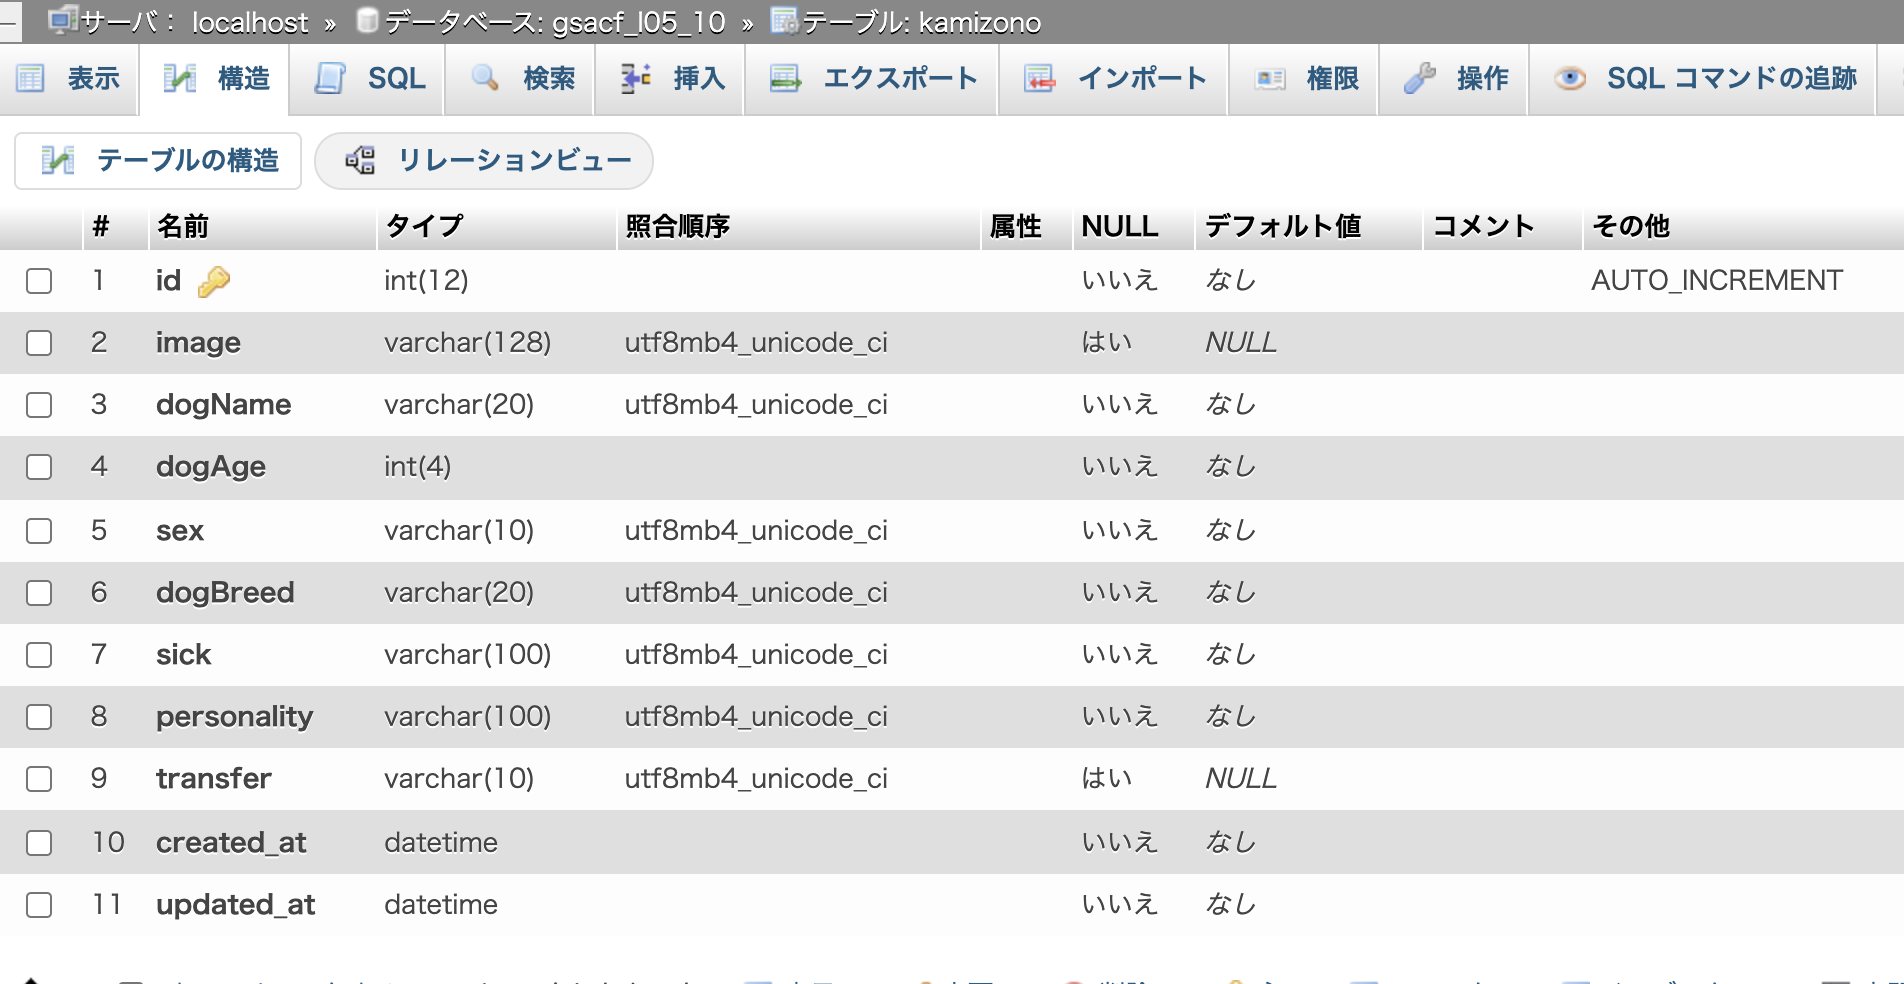 サーバ： localhost » データベース: gsacf_l05_10 » テーブル: kamizono
表示 構造 SQL 検索 挿入 エクスポート インポート 権限 操作 SQL コマンドの追跡
テーブルの構造 リレーションビュー
# 名前 タイプ 照合順序 属性 NULL デフォルト値 コメント その他
1 id int(12) いいえ なし AUTO_INCREMENT
2 image varchar(128) utf8mb4_unicode_ci はい NULL
3 dogName varchar(20) utf8mb4_unicode_ci いいえ なし
4 dogAge int(4) いいえ なし
5 sex varchar(10) utf8mb4_unicode_ci いいえ なし
6 dogBreed varchar(20) utf8mb4_unicode_ci いいえ なし
7 sick varchar(100) utf8mb4_unicode_ci いいえ なし
8 personality varchar(100) utf8mb4_unicode_ci いいえ なし
9 transfer varchar(10) utf8mb4_unicode_ci はい NULL
10 created_at datetime いいえ なし
11 updated_at datetime いいえ なし